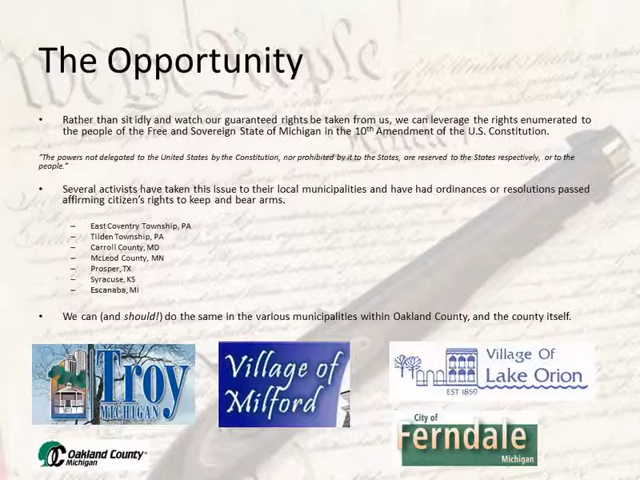 The Opportunity
• Rather than sit idly and watch our guaranteed rights be taken from us, we can leverage the rights enumerated to
the people of the Free and Sovereign State of Michigan in the 10th Amendment of the U.S. Constitution.
"The powers not delegated to the United States by the Constitution, nor prohibited by it to the States, are reserved to the States respectively, or to the
people."
• Several activists have taken this issue to their local municipalities and have had ordinances or resolutions passed
affirming citizen's rights to keep and bear arms.
– East Coventry Township, PA
– Tilden Township, PA
– Carroll County, MD
– McLeod County, MN
– Prosper, TX
– Syracuse, KS
– Escanaba, MI
• We can (and should!) do the same in the various municipalities within Oakland County, and the county itself.
Troy
MICHIGAN
Village of
Milford
Village Of
Lake Orion
EST 1859
City of
Ferndale
Michigan
Oakland County
Michigan
We the People